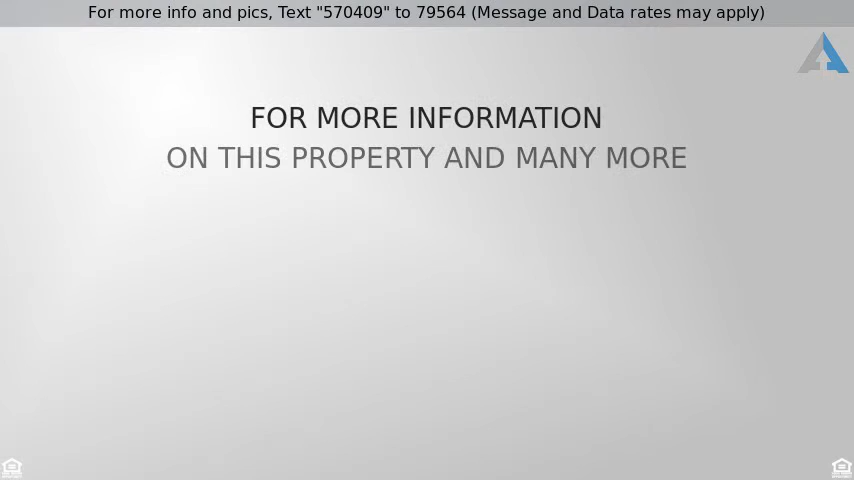 For more info and pics, Text "570409" to 79564 (Message and Data rates may apply)
FOR MORE INFORMATION
ON THIS PROPERTY AND MANY MORE